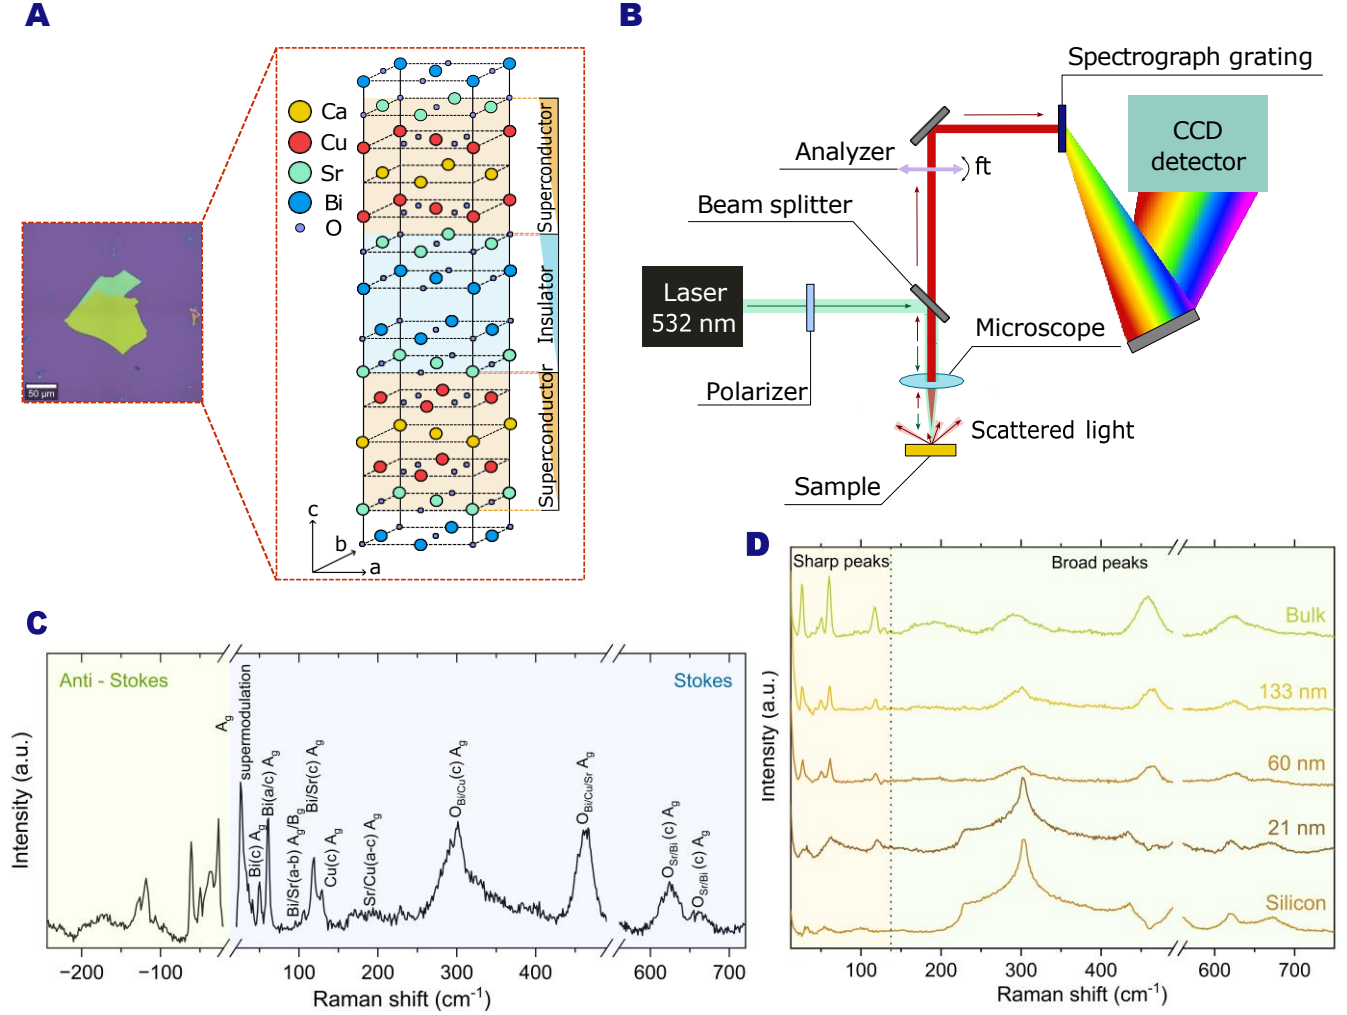 A
Ca
Cu
Sr
Bi
O
Superconductor
Insulator
Superconductor
50 μm
c
b
a
B
Spectrograph grating
CCD
detector
Analyzer
ft
Beam splitter
Laser
532 nm
Polarizer
Microscope
Scattered light
Sample
C
Anti - Stokes
Stokes
Ag
supermodulation
Bi(c) Ag
Bi(a/c) Ag
Bi/Sr(a-b) Ag/Bg
Bi/Sr(c) Ag
Cu(c) Ag
Sr/Cu(a-c) Ag
OBi/Cu(c) Ag
OBi/Cu/Sr Ag
OSr/Bi (c) Ag
OSr/Bi (c) Ag
Intensity (a.u.)
−200 −100 100 200 300 400 600 700
Raman shift (cm-1)
D
Sharp peaks
Broad peaks
Bulk
133 nm
60 nm
21 nm
Silicon
Intensity (a.u.)
100 200 300 400 600 700
Raman shift (cm-1)